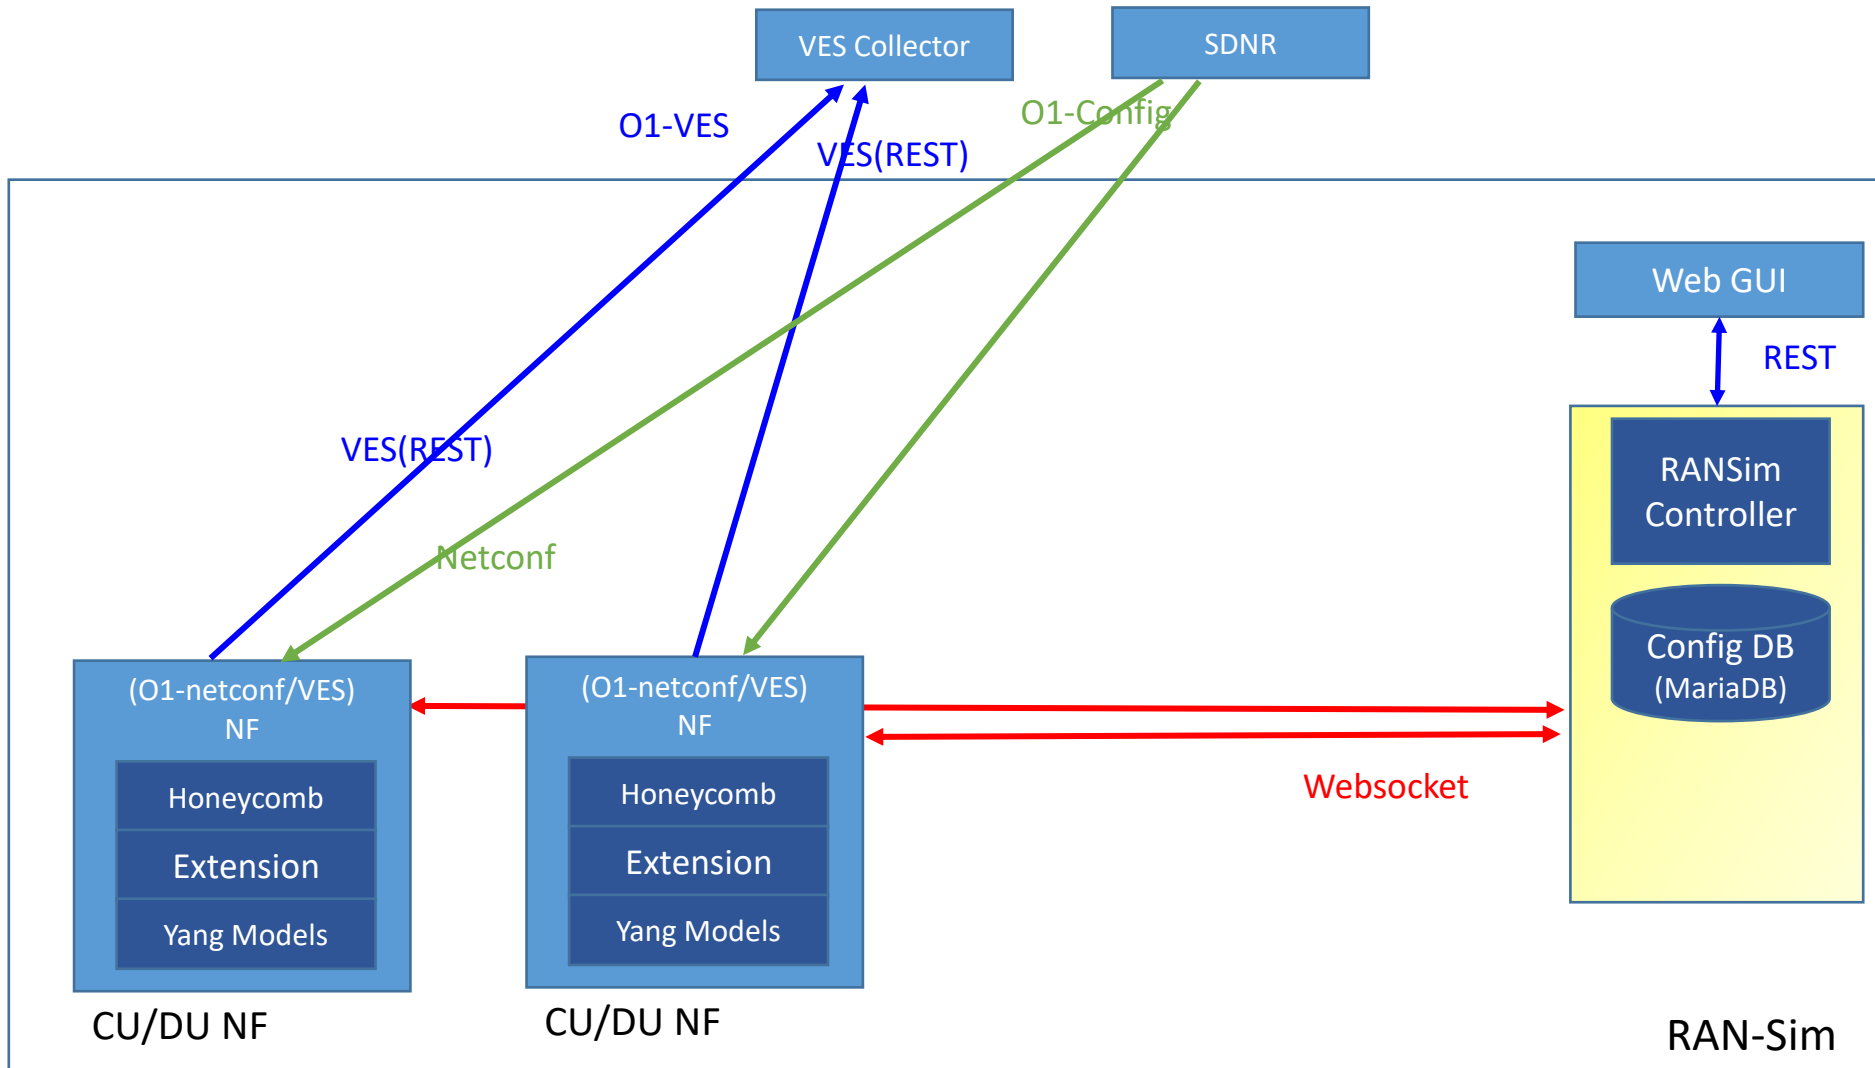 VES Collector
SDNR
O1-VES
O1-Config
VES(REST)
Web GUI
REST
VES(REST)
RANSim
Controller
Netconf
Config DB
(MariaDB)
(O1-netconf/VES)
NF
(O1-netconf/VES)
NF
Websocket
Honeycomb
Extension
Yang Models
Honeycomb
Extension
Yang Models
CU/DU NF
CU/DU NF
RAN-Sim